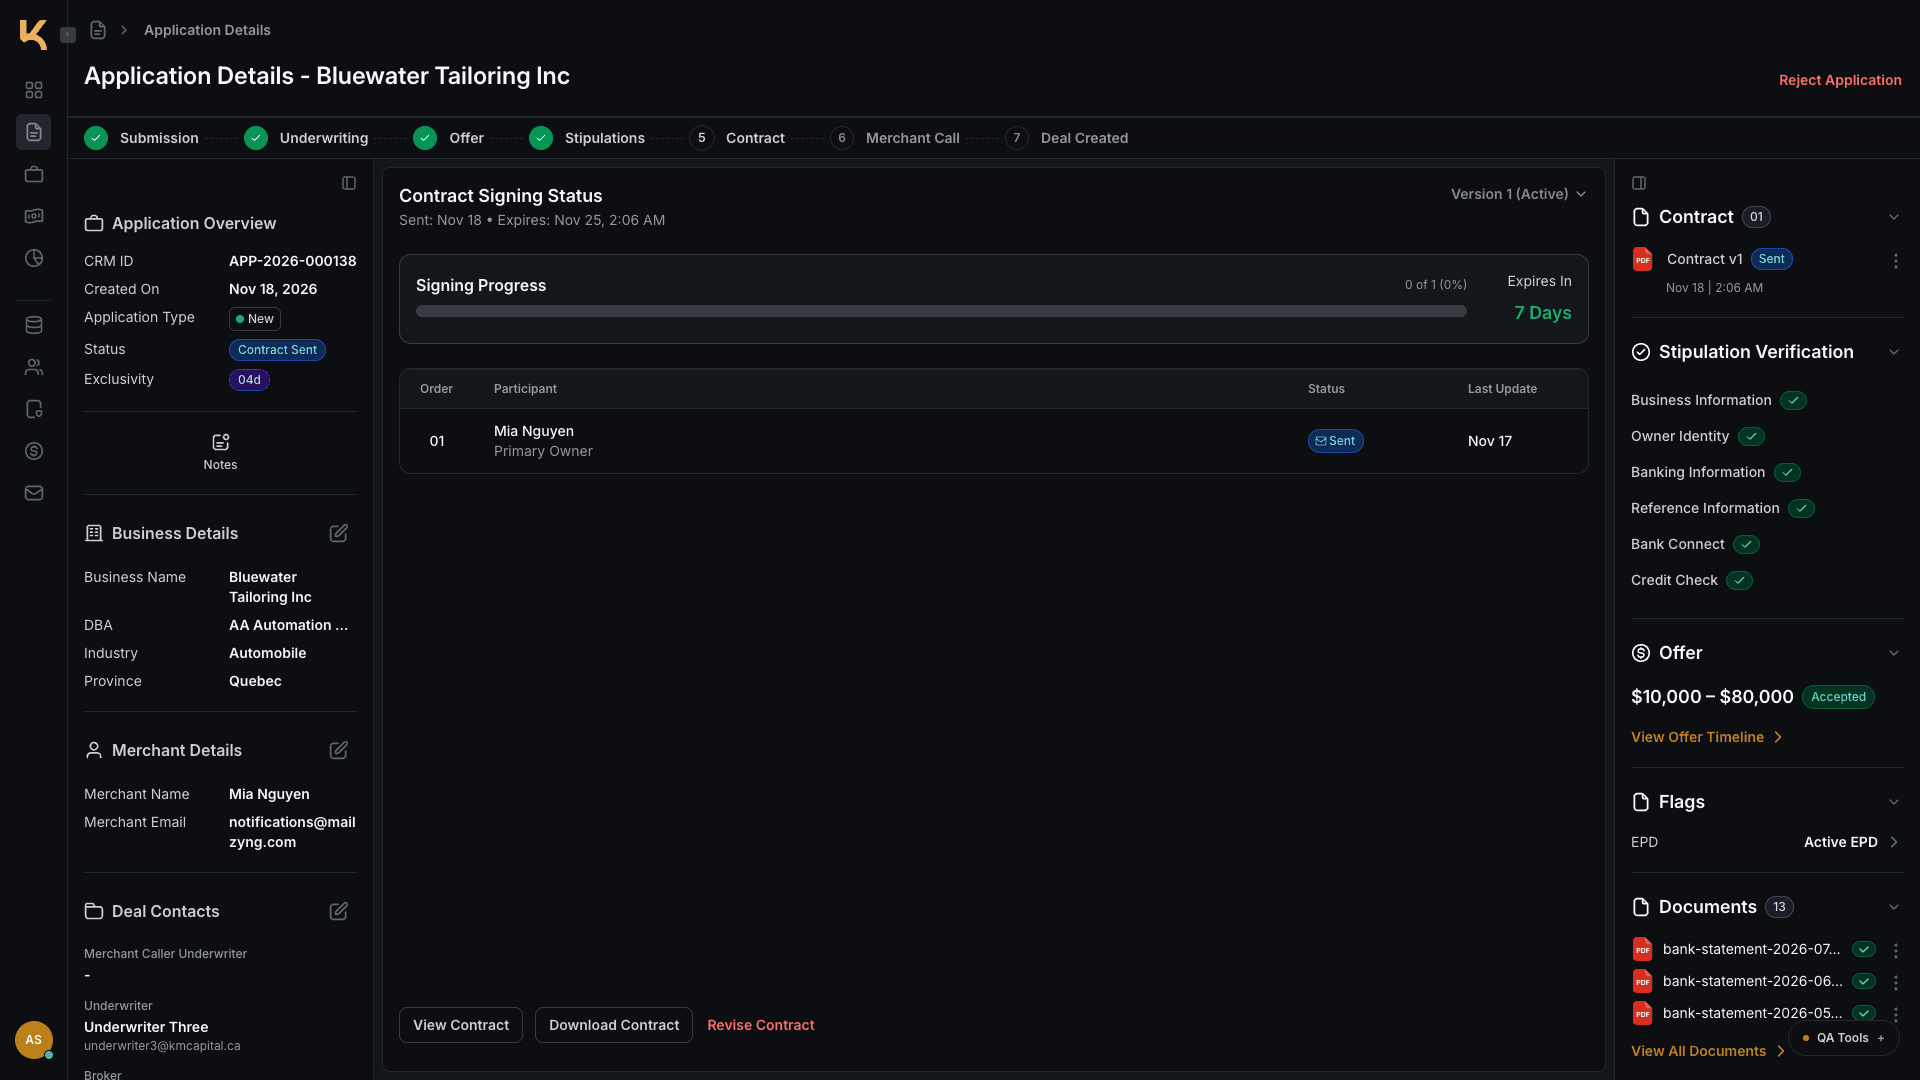 Application Details
Application Details - Bluewater Tailoring Inc
Reject Application
Submission
Underwriting
Offer
Stipulations
5 Contract
6 Merchant Call
7 Deal Created
Application Overview
CRM ID APP-2026-000138
Created On Nov 18, 2026
Application Type New
Status Contract Sent
Exclusivity 04d
Notes
Business Details
Business Name Bluewater
Tailoring Inc
DBA AA Automation ...
Industry Automobile
Province Quebec
Merchant Details
Merchant Name Mia Nguyen
Merchant Email notifications@mail
zyng.com
Deal Contacts
Merchant Caller Underwriter
-
Underwriter
Underwriter Three
underwriter3@kmcapital.ca
Broker
AS
Contract Signing Status
Version 1 (Active)
Sent: Nov 18 • Expires: Nov 25, 2:06 AM
Signing Progress
0 of 1 (0%)
Expires In
7 Days
Order Participant Status Last Update
01 Mia Nguyen Sent Nov 17
Primary Owner
View Contract
Download Contract
Revise Contract
Contract 01
PDF Contract v1 Sent
Nov 18 | 2:06 AM
Stipulation Verification
Business Information
Owner Identity
Banking Information
Reference Information
Bank Connect
Credit Check
Offer
$10,000 – $80,000 Accepted
View Offer Timeline
Flags
EPD Active EPD
Documents 13
PDF bank-statement-2026-07...
PDF bank-statement-2026-06...
PDF bank-statement-2026-05...
QA Tools +
View All Documents